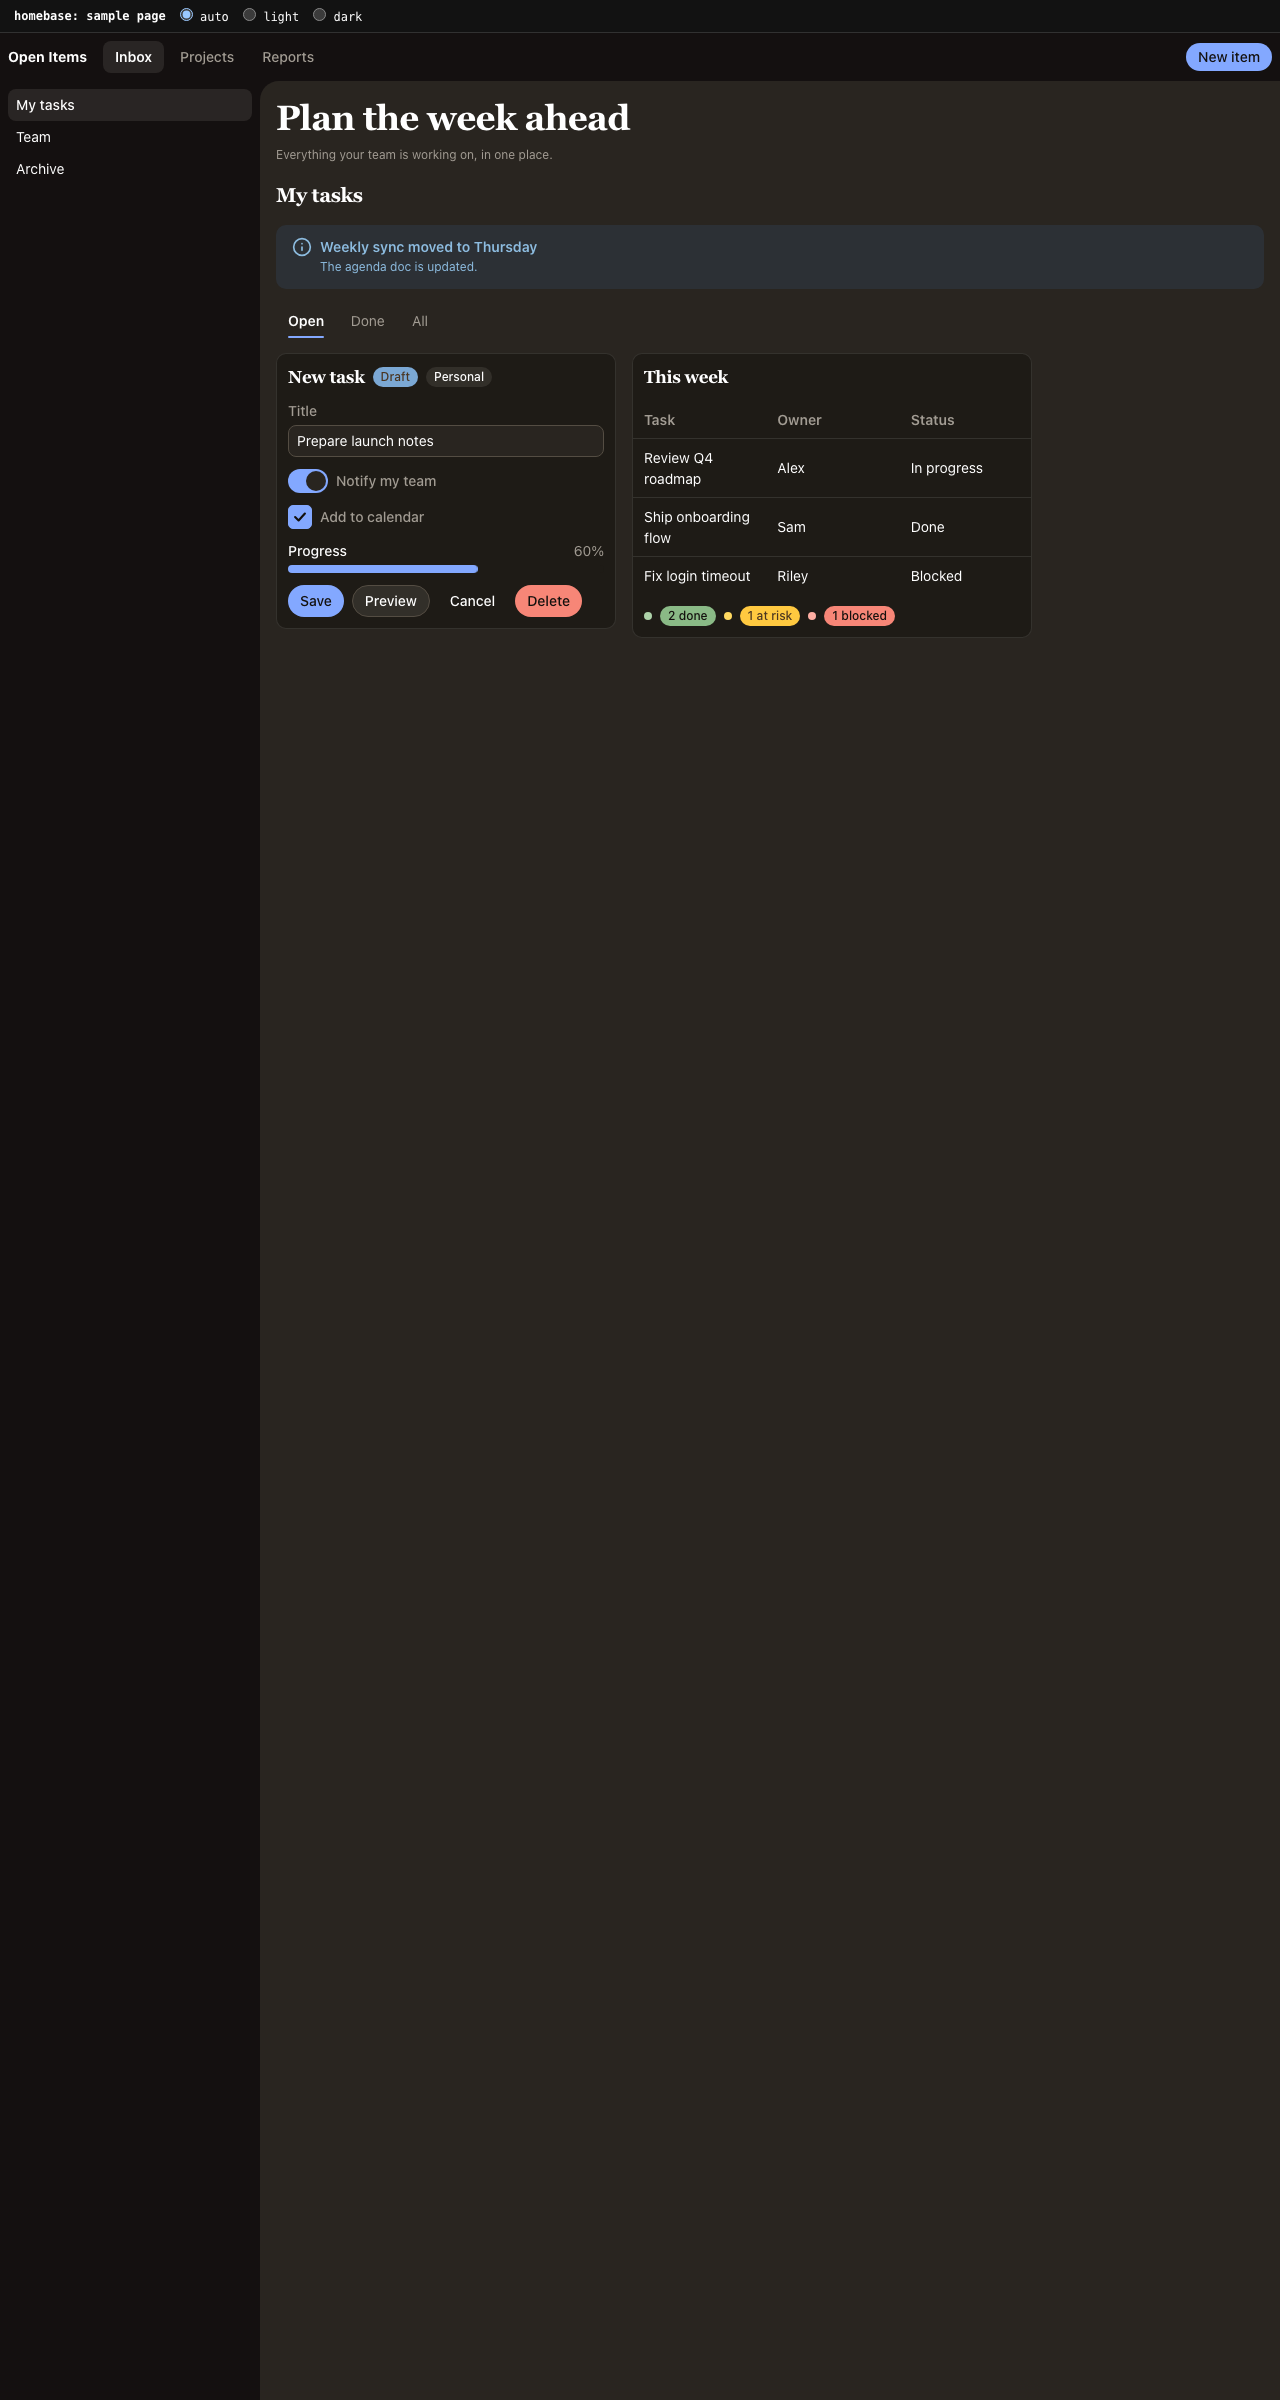 homebase: sample page auto light dark
Open Items Inbox Projects Reports New item
My tasks
Team
Archive
Plan the week ahead
Everything your team is working on, in one place.
My tasks
Weekly sync moved to Thursday
The agenda doc is updated.
Open Done All
New task Draft Personal
Title
Prepare launch notes
Notify my team
Add to calendar
Progress 60%
Save Preview Cancel Delete
This week
Task Owner Status
Review Q4
roadmap Alex In progress
Ship onboarding
flow Sam Done
Fix login timeout Riley Blocked
2 done 1 at risk 1 blocked